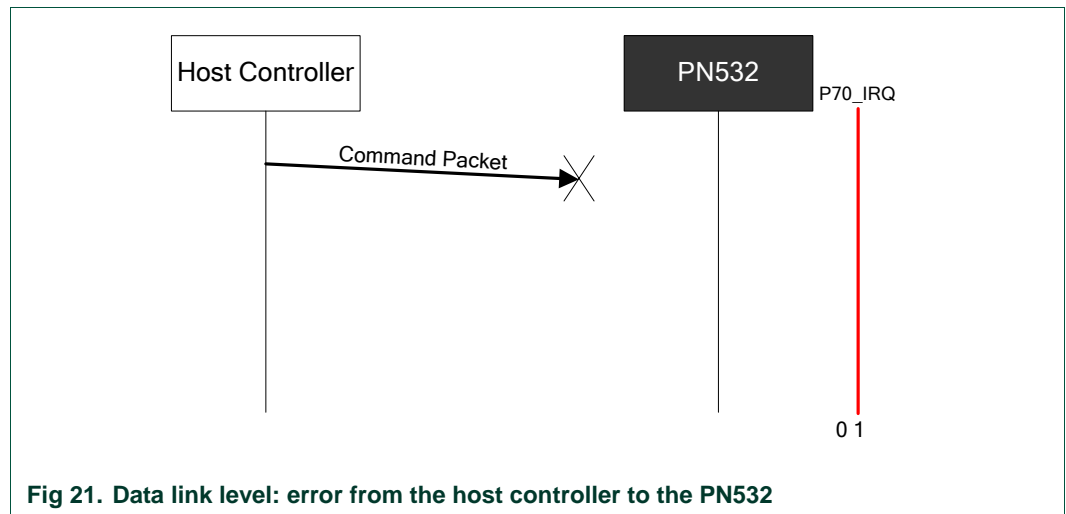 Host Controller
PN532
P70_IRQ
Command Packet
0 1
Fig 21. Data link level: error from the host controller to the PN532